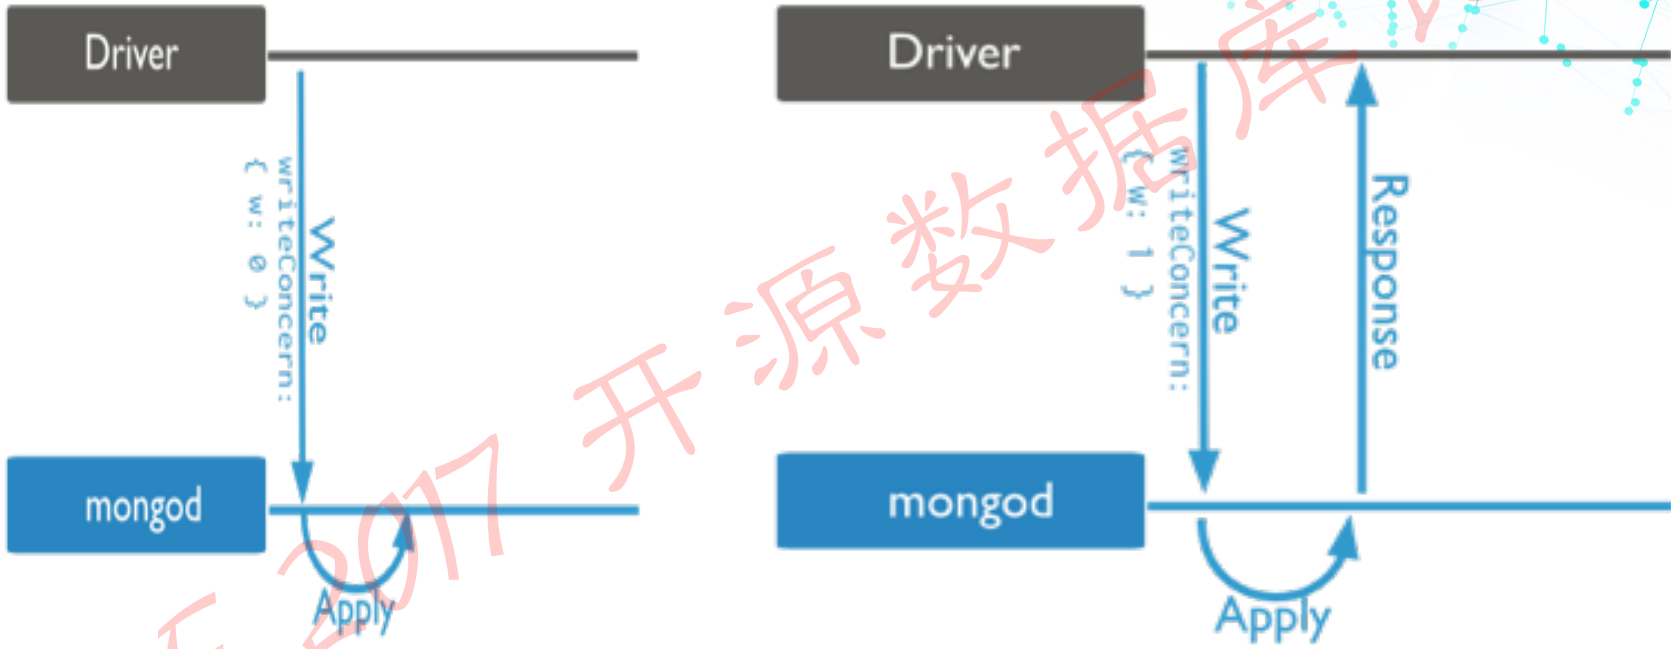 Driver
writeConcern:
{ w: 0 }
Write
mongod
Apply
Driver
writeConcern:
{ w: 1 }
Write
Response
mongod
Apply
2017 开源数据库